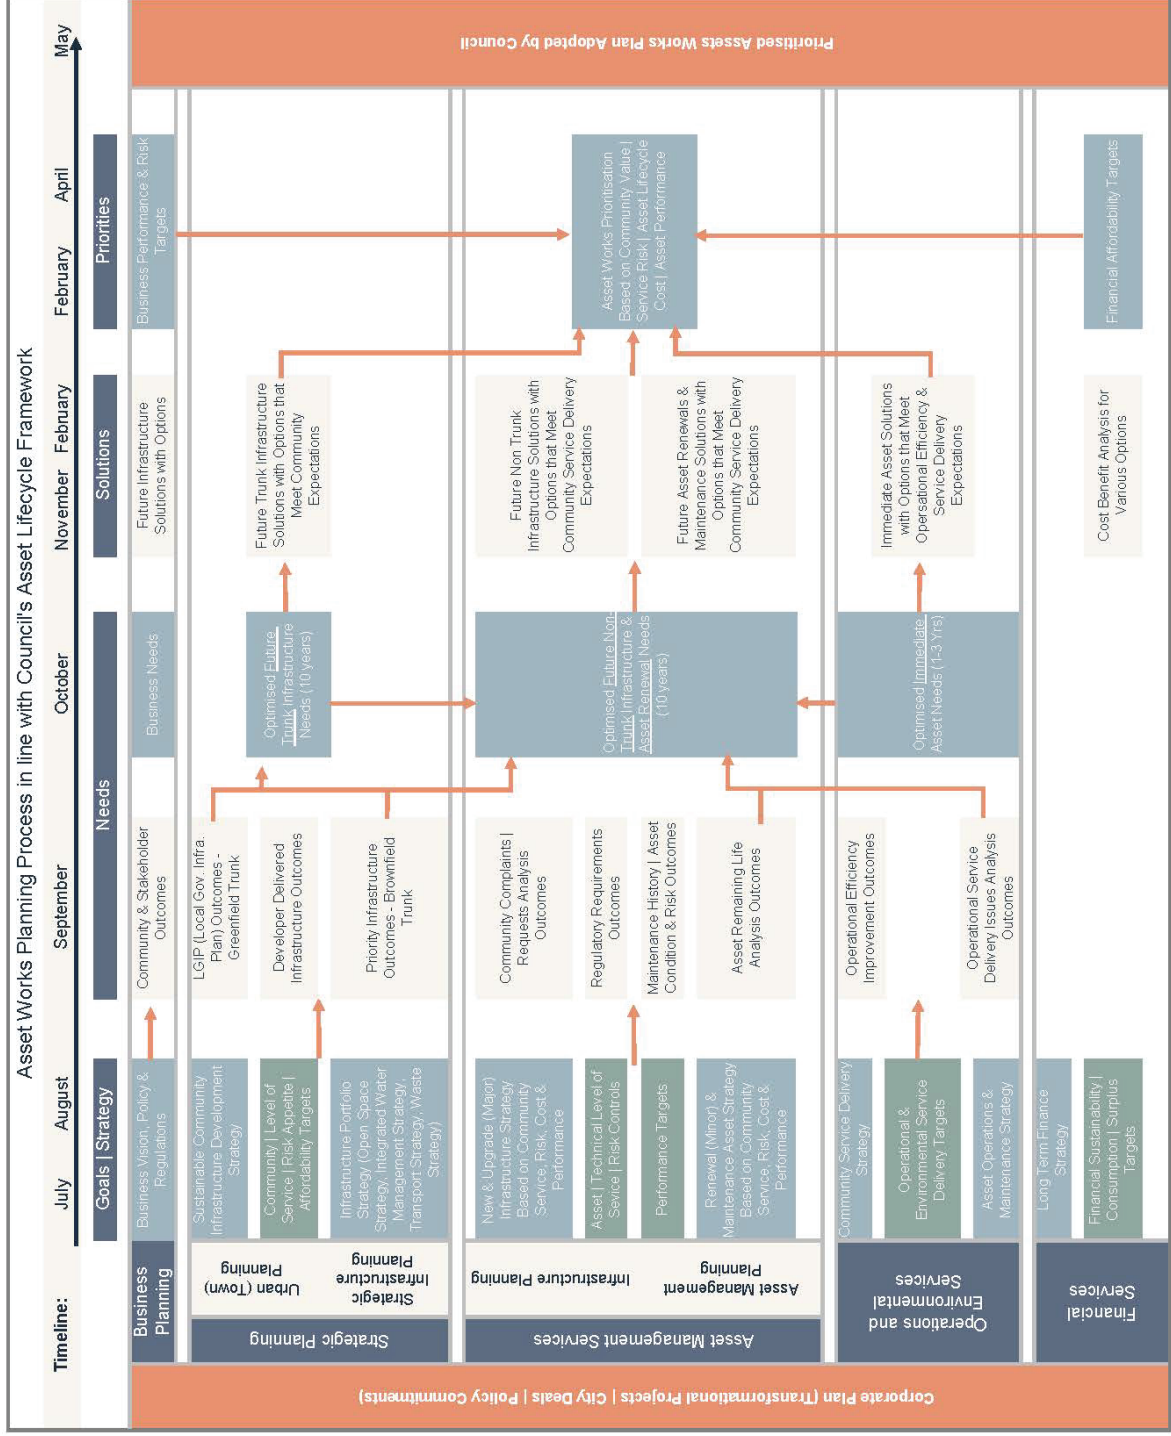 Asset Works Planning Process in line with Council's Asset Lifecycle Framework
Timeline:
July
August
September
October
November
February
February
April
May
Goals | Strategy
Needs
Solutions
Priorities
Corporate Plan (Transformational Projects | City Deals | Policy Commitments)
Business
Planning
Business Vision, Policy &
Regulations
Community & Stakeholder
Outcomes
Business Needs
Future Infrastructure
Solutions with Options
Business Performance & Risk
Targets
Strategic Planning
Urban (Town)
Planning
Strategic
Infrastructure
Planning
Sustainable Community
Infrastructure Development
Strategy
Community | Level of
Service | Risk Appetite |
Affordability Targets
Infrastructure Portfolio
Strategy (Open Space
Strategy, Integrated Water
Management Strategy,
Transport Strategy, Waste
Strategy)
LGIP (Local Gov. Infra.
Plan) Outcomes -
Greenfield Trunk
Developer Delivered
Infrastructure Outcomes
Priority Infrastructure
Outcomes - Brownfield
Trunk
Optimised Future
Trunk Infrastructure
Needs (10 years)
Future Trunk Infrastructure
Solutions with Options that
Meet Community
Expectations
Asset Management Services
Infrastructure Planning
Asset Management
Planning
New & Upgrade (Major)
Infrastructure Strategy
Based on Community
Service, Risk, Cost &
Performance
Asset | Technical Level of
Service | Risk Controls
Performance Targets
Renewal (Minor) &
Maintenance Asset Strategy
Based on Community
Service, Risk, Cost &
Performance
Community Complaints |
Requests Analysis
Outcomes
Regulatory Requirements
Outcomes
Maintenance History | Asset
Condition & Risk Outcomes
Asset Remaining Life
Analysis Outcomes
Optimised Future Non-
Trunk Infrastructure &
Asset Renewal Needs
(10 years)
Future Non Trunk
Infrastructure Solutions with
Options that Meet
Community Service Delivery
Expectations
Future Asset Renewals &
Maintenance Solutions with
Options that Meet
Community Service Delivery
Expectations
Asset Works Prioritisation
Based on Community Value |
Service Risk | Asset Lifecycle
Cost | Asset Performance
Operations and
Environmental
Services
Community Service Delivery
Strategy
Operational &
Environmental Service
Delivery Targets
Asset Operations &
Maintenance Strategy
Operational Efficiency
Improvement Outcomes
Operational Service
Delivery Issues Analysis
Outcomes
Optimised Immediate
Asset Needs (1-3 Yrs)
Immediate Asset Solutions
with Options that Meet
Opersational Efficiency &
Service Delivery
Expectations
Financial
Services
Long Term Finance
Strategy
Financial Sustainability |
Consumption | Surplus
Targets
Cost Benefit Analysis for
Various Options
Financial Affordability Targets
Prioritised Assets Works Plan Adopted by Council